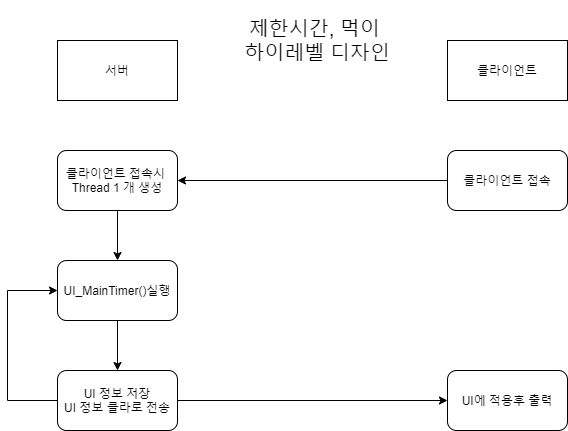 제한시간, 먹이
하이레벨 디자인
서버
클라이언트
클라이언트 접속시
Thread 1 개 생성
클라이언트 접속
UI_MainTimer()실행
UI 정보 저장
UI 정보 클라로 전송
UI에 적용후 출력